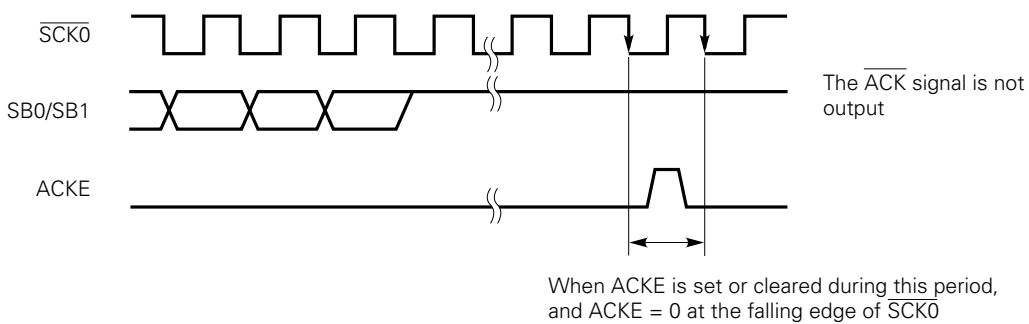 SCK0
The ACK signal is not
output
SB0/SB1
ACKE
When ACKE is set or cleared during this period,
and ACKE = 0 at the falling edge of SCK0